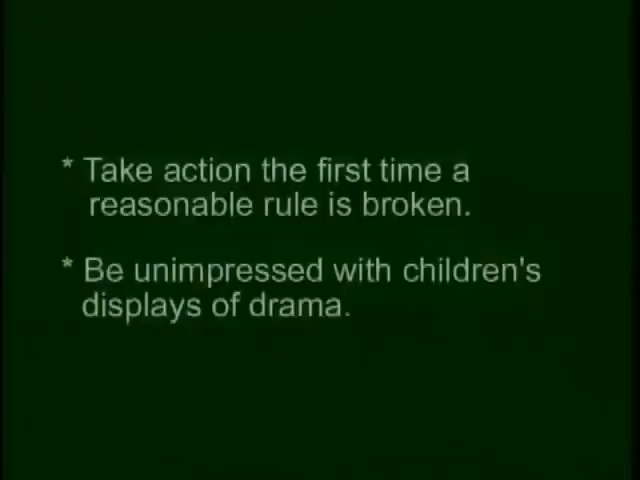 * Take action the first time a
reasonable rule is broken.
* Be unimpressed with children's
displays of drama.